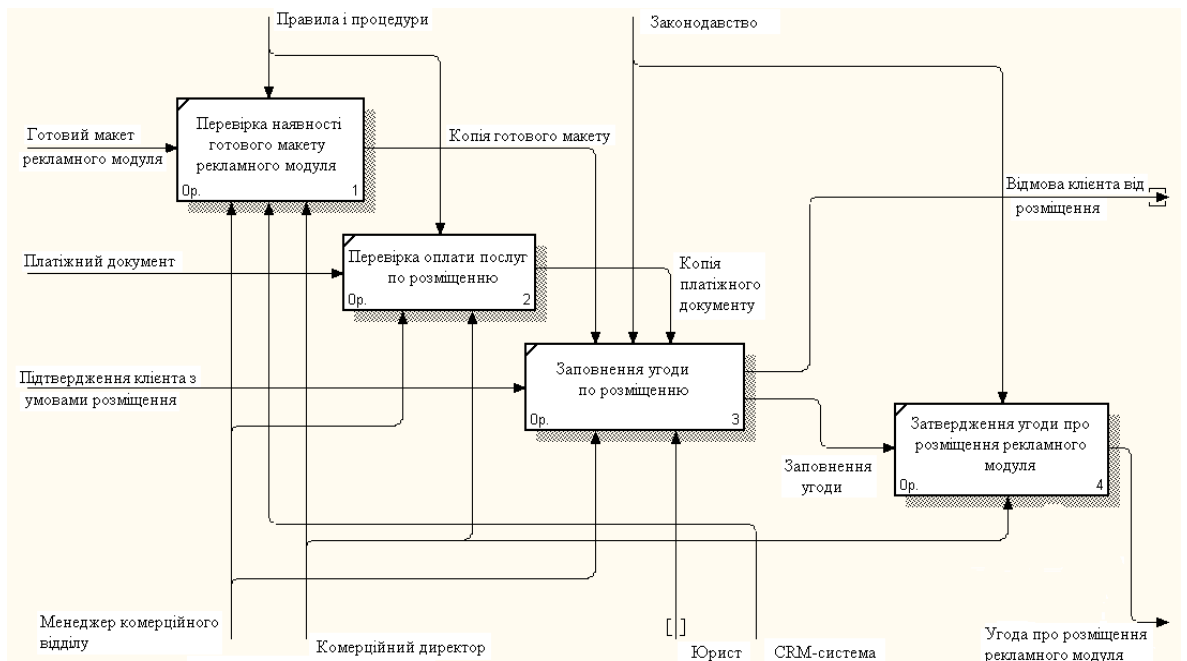 Правила і процедури
Законодавство
Перевірка наявності
готового макету
рекламного модуля
0р.
1
Готовий макет
рекламного модуля
Копія готового макету
Відмова клієнта від
розміщення
Платіжний документ
Перевірка оплати послуг
по розміщенню
0р.
2
Копія
платіжного
документу
Підтвердження клієнта з
умовами розміщення
Заповнення угоди
по розміщенню
0р.
3
Затвердження угоди про
розміщення рекламного
модуля
0р.
4
Заповнення
угоди
Менеджер комерційного
відділу
Комерційний директор
Юрист
CRM-система
Угода про розміщення
рекламного модуля